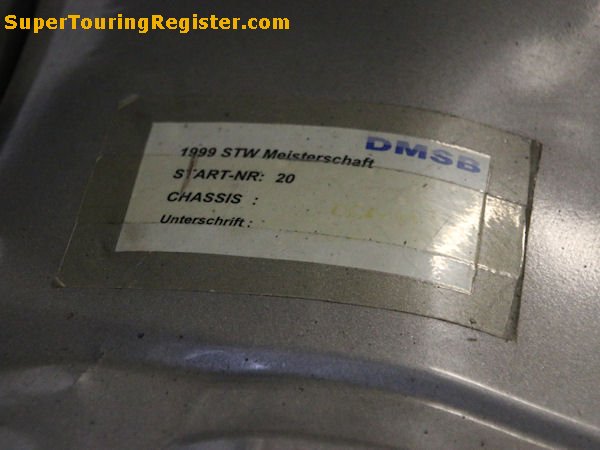 SuperTouringRegister.com
DMSB
1999 STW Meisterschaft
START-NR: 20
CHASSIS :
Unterschrift :